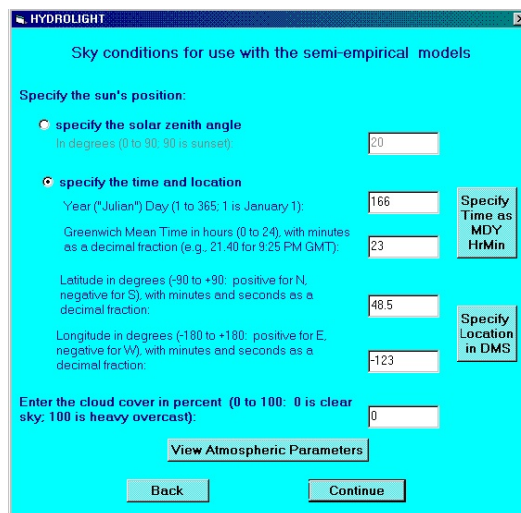 HYDROLIGHT
Sky conditions for use with the semi-empirical models
Specify the sun's position:
specify the solar zenith angle
In degrees (0 to 90; 90 is sunset):
20
specify the time and location
Year ("Julian") Day (1 to 365; 1 is January 1):
166
Greenwich Mean Time in hours (0 to 24), with minutes
as a decimal fraction (e.g., 21.40 for 9:25 PM GMT):
23
Specify
Time as
MDY
HrMin
Latitude in degrees (-90 to +90: positive for N,
negative for S), with minutes and seconds as a
decimal fraction:
48.5
Longitude in degrees (-180 to +180: positive for E,
negative for W), with minutes and seconds as a
decimal fraction:
-123
Specify
Location
in DMS
Enter the cloud cover in percent (0 to 100: 0 is clear
sky; 100 is heavy overcast):
0
View Atmospheric Parameters
Back
Continue